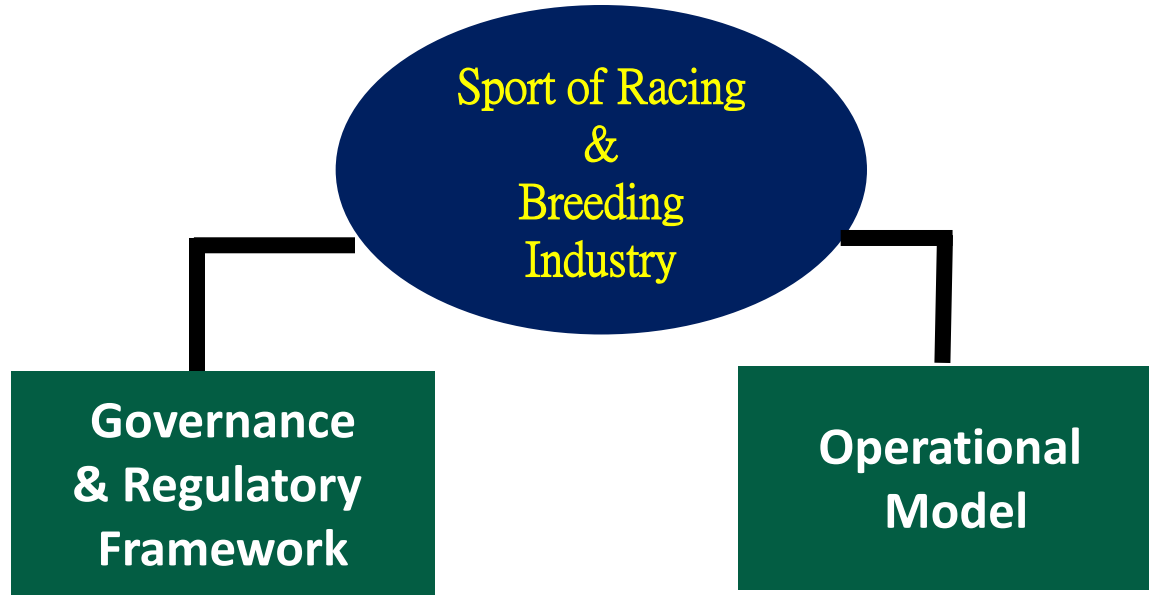 Sport of Racing
&
Breeding
Industry
Governance
& Regulatory
Framework
Operational
Model